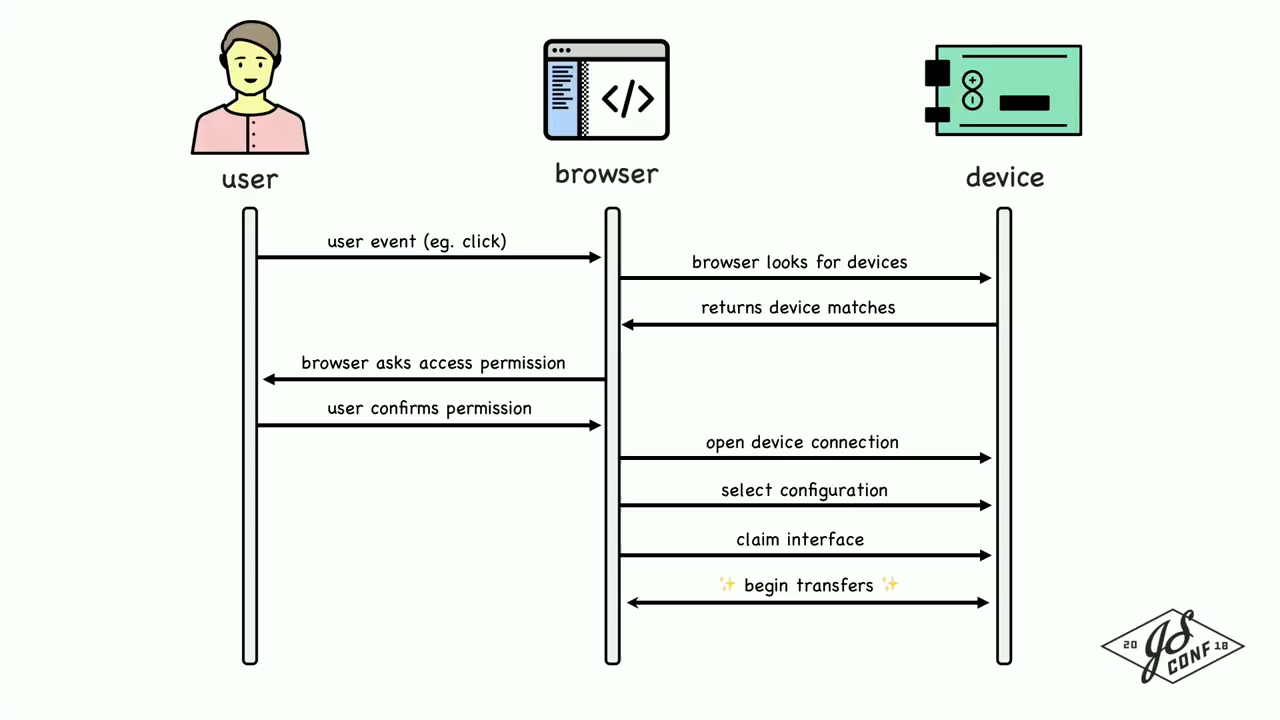 user
browser
device
user event (eg. click)
browser looks for devices
returns device matches
browser asks access permission
user confirms permission
open device connection
select configuration
claim interface
✨ begin transfers ✨
20 JS 18
CONF